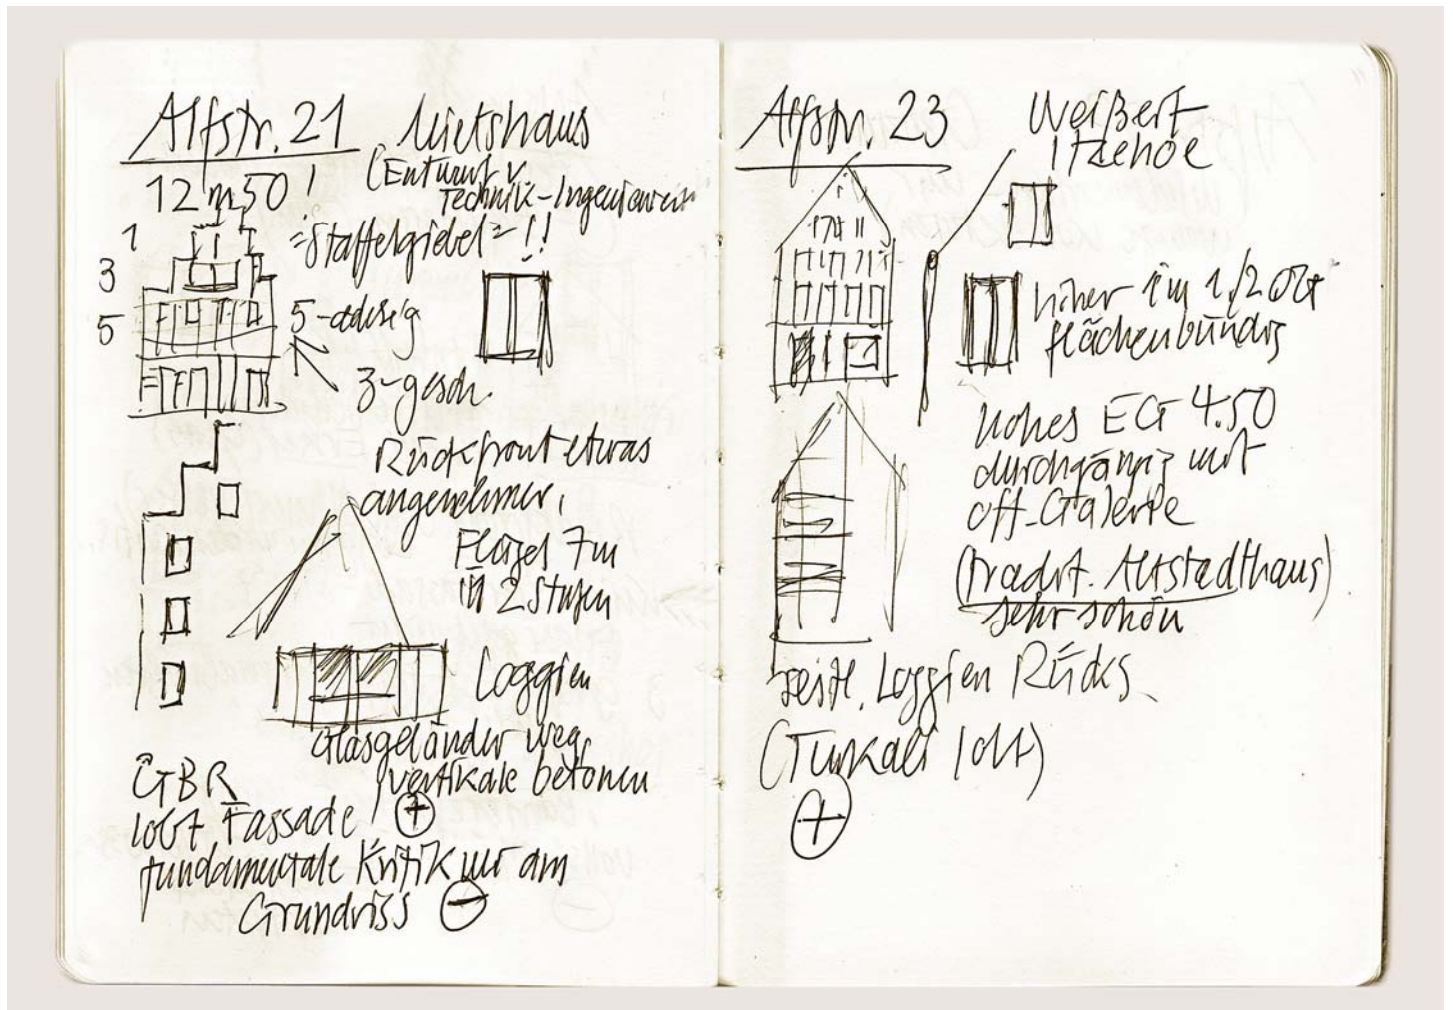 Alfstr. 21
Mietshaus
(Entwurf v
Technik-Ingenieurin
12 m 50 !
1
=Staffelgiebel=!!
3
5
5-achsig
3-gesch.
Rückfront etwas
angenehmer,
Flügel 7m
in 2 Stufen
Loggien
Glasgeländer weg,
vertikale betonen
GBR
lobt Fassade (+)
fundamentale Kritik nur am
Grundriss (-)
Alfstr. 23
Weißert
Itzehoe
höher im 1./2 OG
flächenbündig
hohes EG 4.50
durchgängig mit
off-Galerie
(tradit. Altstadthaus)
sehr schön
seitl. Loggien Rücks.
(Tunkali lobt)
(+)